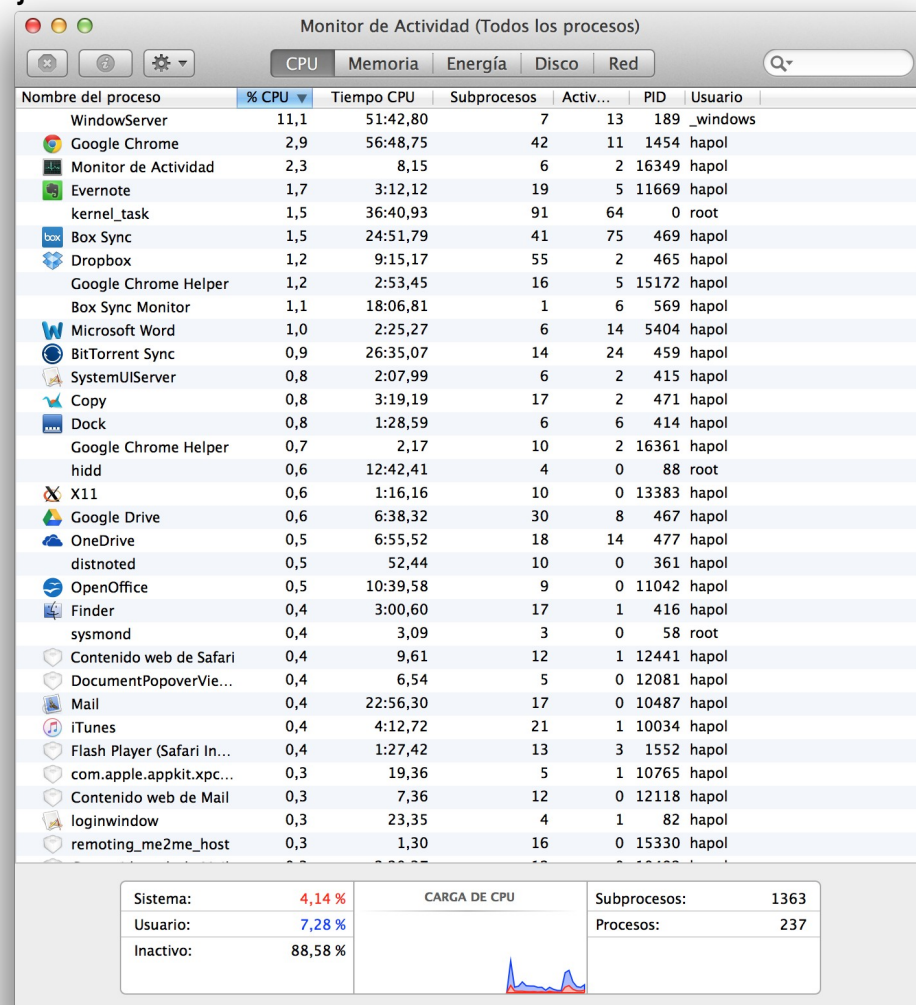 Monitor de Actividad (Todos los procesos)
CPU Memoria Energía Disco Red
Nombre del proceso % CPU Tiempo CPU Subprocesos Activ... PID Usuario
WindowServer 11,1 51:42,80 7 13 189 _windows
Google Chrome 2,9 56:48,75 42 11 1454 hapol
Monitor de Actividad 2,3 8,15 6 2 16349 hapol
Evernote 1,7 3:12,12 19 5 11669 hapol
kernel_task 1,5 36:40,93 91 64 0 root
box Box Sync 1,5 24:51,79 41 75 469 hapol
Dropbox 1,2 9:15,17 55 2 465 hapol
Google Chrome Helper 1,2 2:53,45 16 5 15172 hapol
Box Sync Monitor 1,1 18:06,81 1 6 569 hapol
Microsoft Word 1,0 2:25,27 6 14 5404 hapol
BitTorrent Sync 0,9 26:35,07 14 24 459 hapol
SystemUIServer 0,8 2:07,99 6 2 415 hapol
Copy 0,8 3:19,19 17 2 471 hapol
Dock 0,8 1:28,59 6 6 414 hapol
Google Chrome Helper 0,7 2,17 10 2 16361 hapol
hidd 0,6 12:42,41 4 0 88 root
X11 0,6 1:16,16 10 0 13383 hapol
Google Drive 0,6 6:38,32 30 8 467 hapol
OneDrive 0,5 6:55,52 18 14 477 hapol
distnoted 0,5 52,44 10 0 361 hapol
OpenOffice 0,5 10:39,58 9 0 11042 hapol
Finder 0,4 3:00,60 17 1 416 hapol
sysmond 0,4 3,09 3 0 58 root
Contenido web de Safari 0,4 9,61 12 1 12441 hapol
DocumentPopoverVie... 0,4 6,54 5 0 12081 hapol
Mail 0,4 22:56,30 17 0 10487 hapol
iTunes 0,4 4:12,72 21 1 10034 hapol
Flash Player (Safari In... 0,4 1:27,42 13 3 1552 hapol
com.apple.appkit.xpc... 0,3 19,36 5 1 10765 hapol
Contenido web de Mail 0,3 7,36 12 0 12118 hapol
loginwindow 0,3 23,35 4 1 82 hapol
remoting_me2me_host 0,3 1,30 16 0 15330 hapol
Sistema: 4,14 % CARGA DE CPU Subprocesos: 1363
Usuario: 7,28 % Procesos: 237
Inactivo: 88,58 %